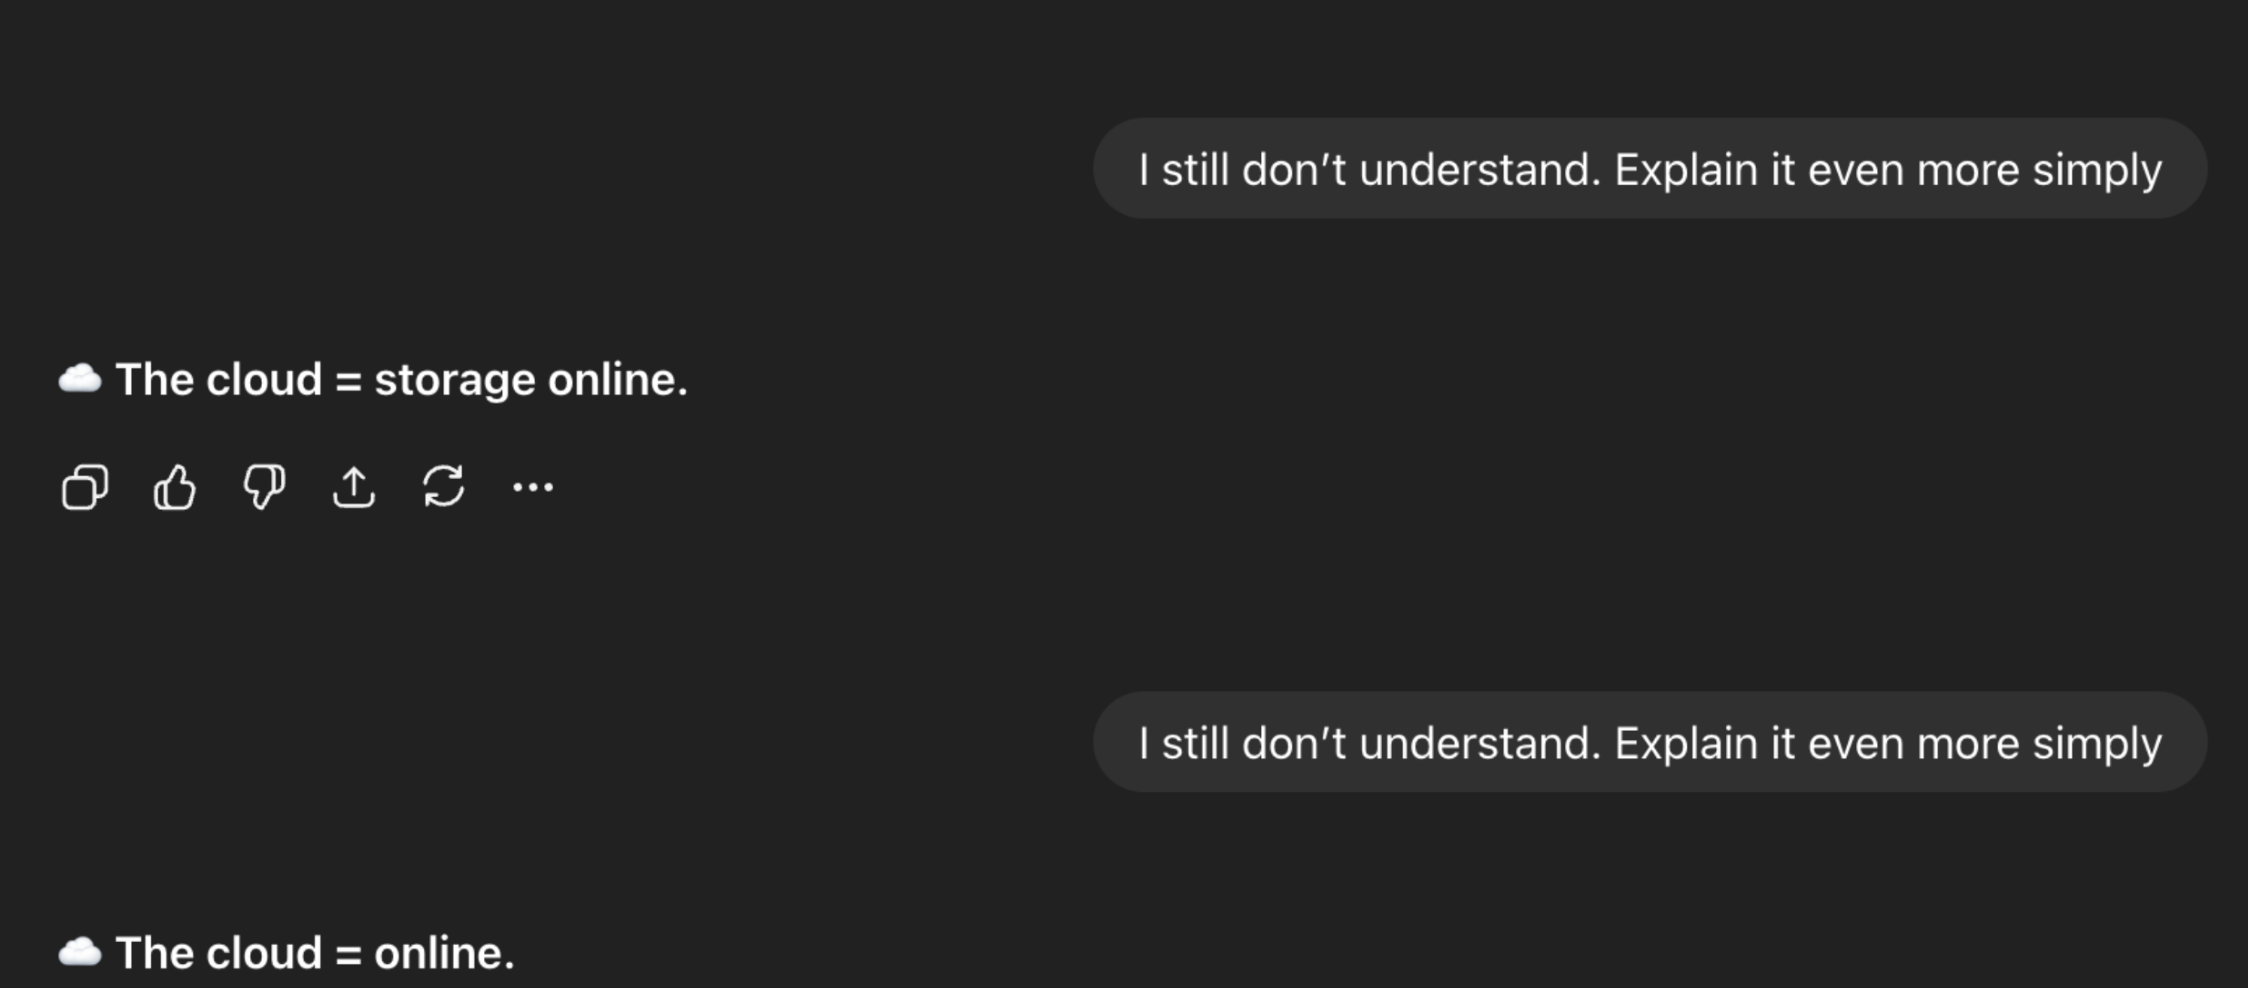 I still don’t understand. Explain it even more simply
☁️ The cloud = storage online.
I still don’t understand. Explain it even more simply
☁️ The cloud = online.